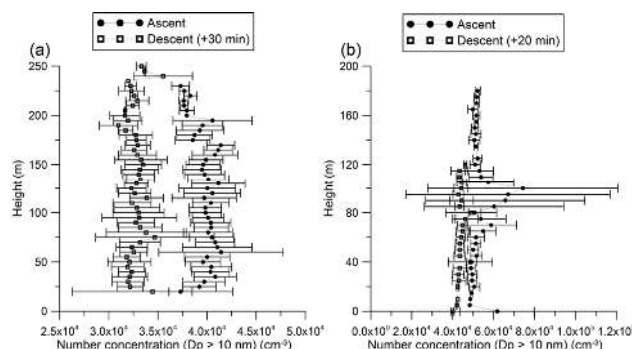 Ascent
Descent (+30 min)
Ascent
Descent (+20 min)
(a)
(b)
250
200
150
100
50
0
Height (m)
2.5x10⁴ 3.0x10⁴ 3.5x10⁴ 4.0x10⁴ 4.5x10⁴ 5.0x10⁴
Number concentration (Dp > 10 nm) (cm⁻³)
200
160
120
80
40
0
Height (m)
0.0x10⁰ 2.0x10⁴ 4.0x10⁴ 6.0x10⁴ 8.0x10⁴ 1.0x10⁵ 1.2x10⁵
Number concentration (Dp > 10 nm) (cm⁻³)